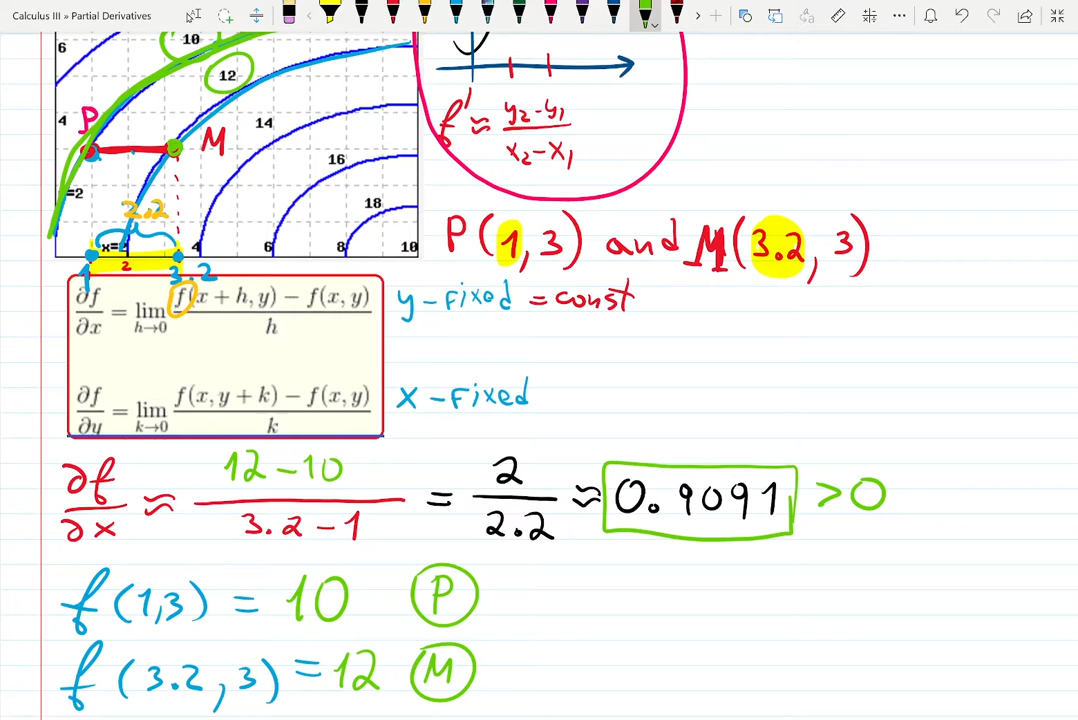 Calculus III » Partial Derivatives
6
10
12
P
4
M
14
16
=2
18
2.2
x=2
4
6
8
10
2
1
3.2
f' ≈ y₂-y₁ / x₂-x₁
P(1,3) and M(3.2, 3)
∂f/∂x = lim h→0 f(x + h, y) − f(x, y) / h
y-fixed = const
∂f/∂y = lim k→0 f(x, y + k) − f(x, y) / k
x-fixed
∂f/∂x ≈ 12-10 / 3.2-1 = 2/2.2 ≈ 0.9091 >0
f(1,3) = 10 P
f(3.2, 3) = 12 M